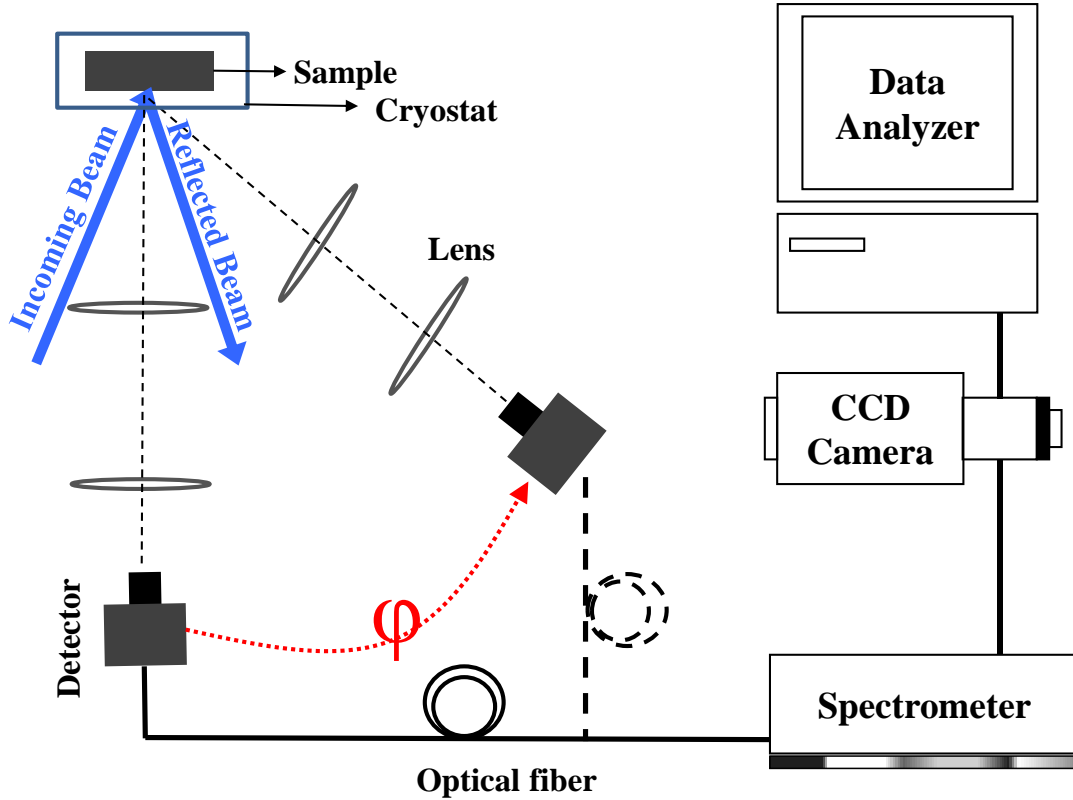 Sample
Cryostat
Incoming Beam
Reflected Beam
Lens
Detector
φ
Optical fiber
Data
Analyzer
CCD
Camera
Spectrometer